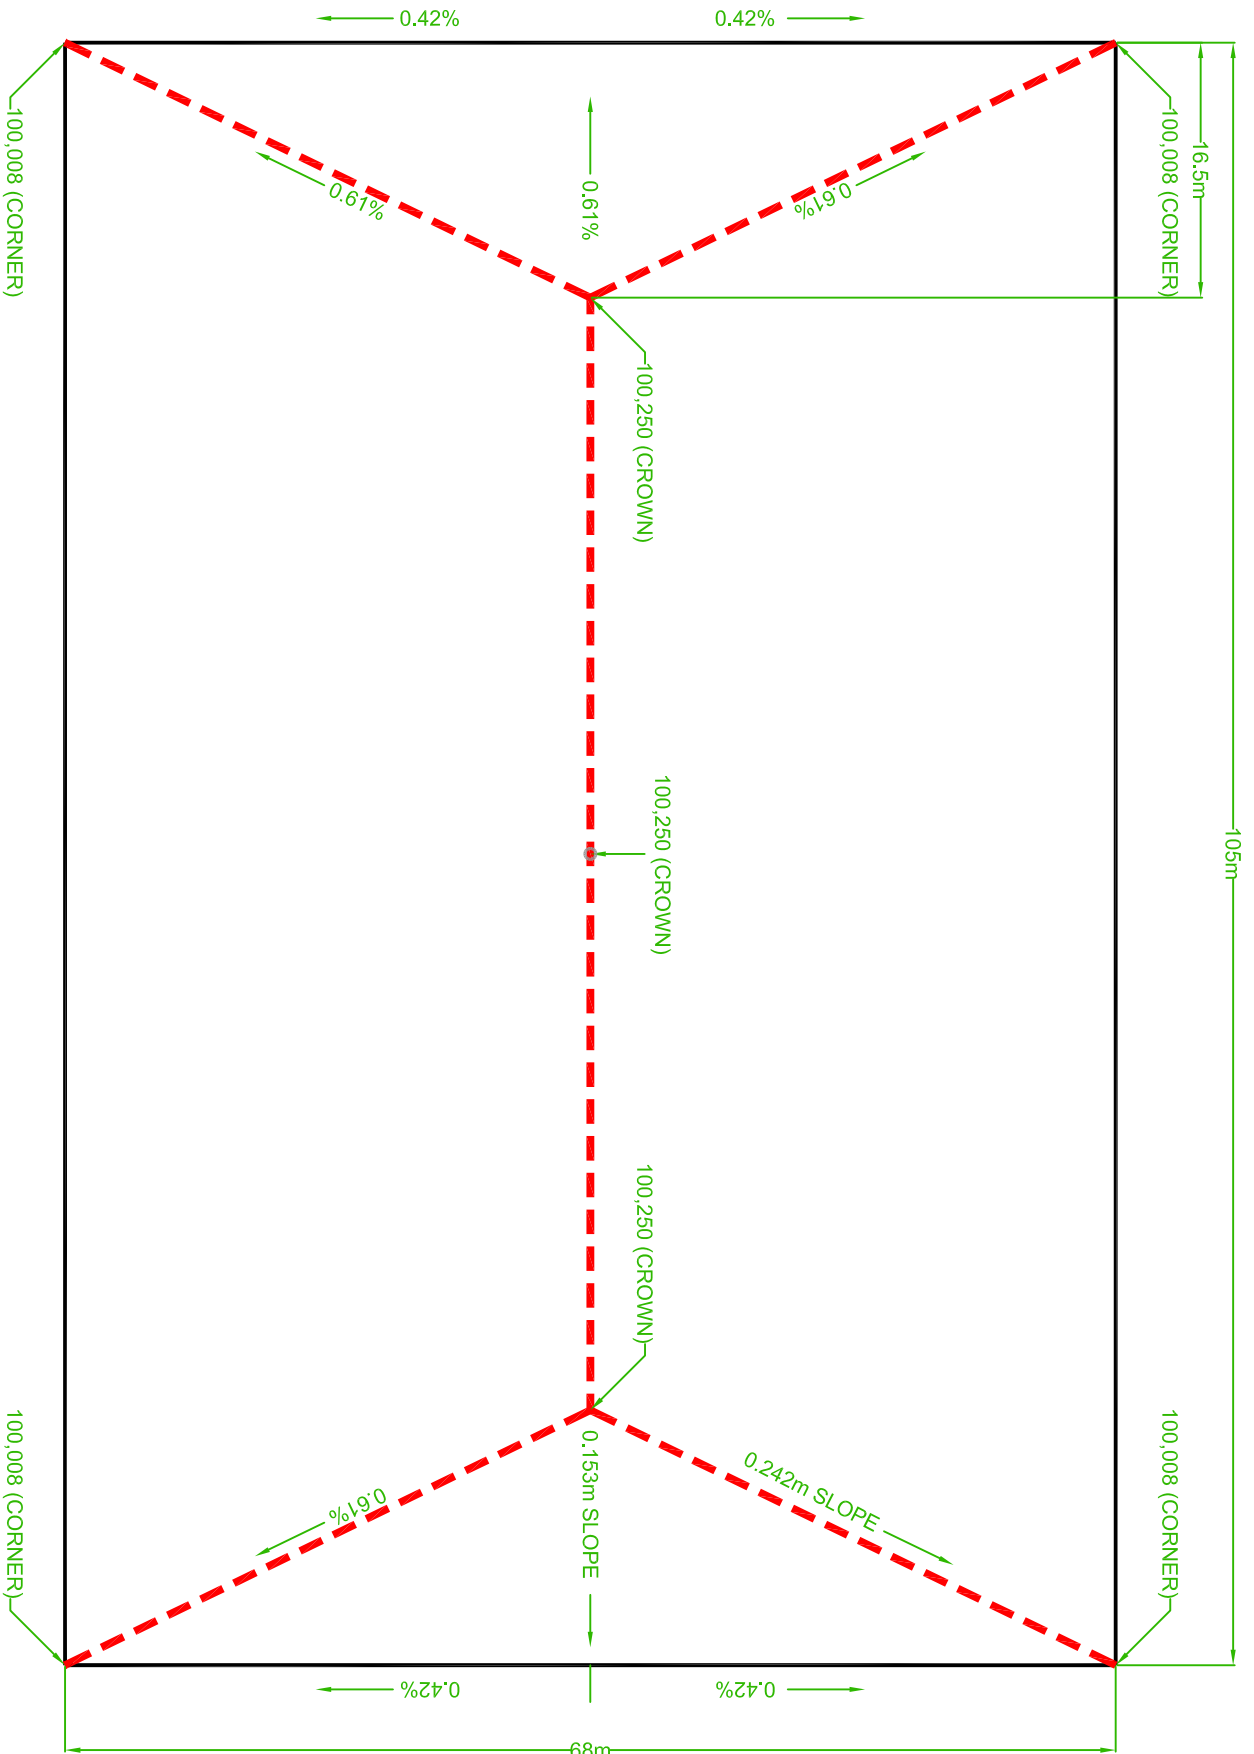 0.42%
0.42%
100,008 (CORNER)
100,008 (CORNER)
16.5m
0.61%
0.61%
0.61%
100,250 (CROWN)
105m
100,250 (CROWN)
100,250 (CROWN)
0.153m SLOPE
0.242m SLOPE
0.61%
100,008 (CORNER)
100,008 (CORNER)
0.42%
0.42%
68m